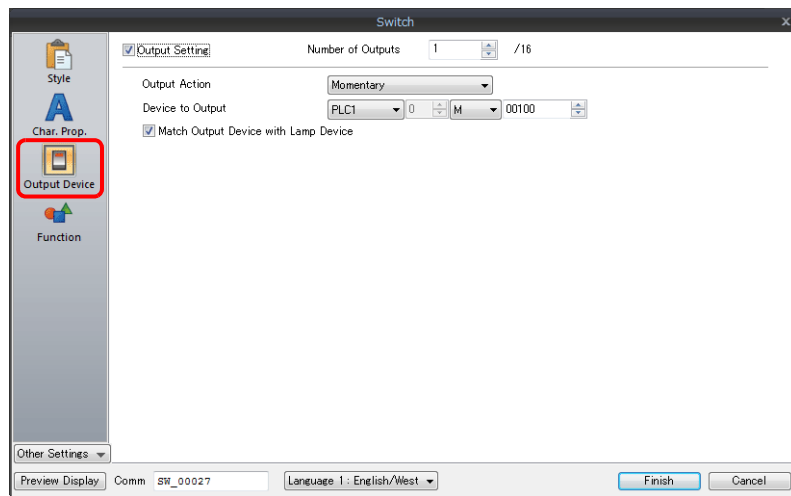 Switch
x
Style
Char. Prop.
Output Device
Function
Output Setting Number of Outputs 1 /16
Output Action Momentary
Device to Output PLC1 0 M 00100
Match Output Device with Lamp Device
Other Settings
Preview Display Comm SW_00027 Language 1 : English/West Finish Cancel